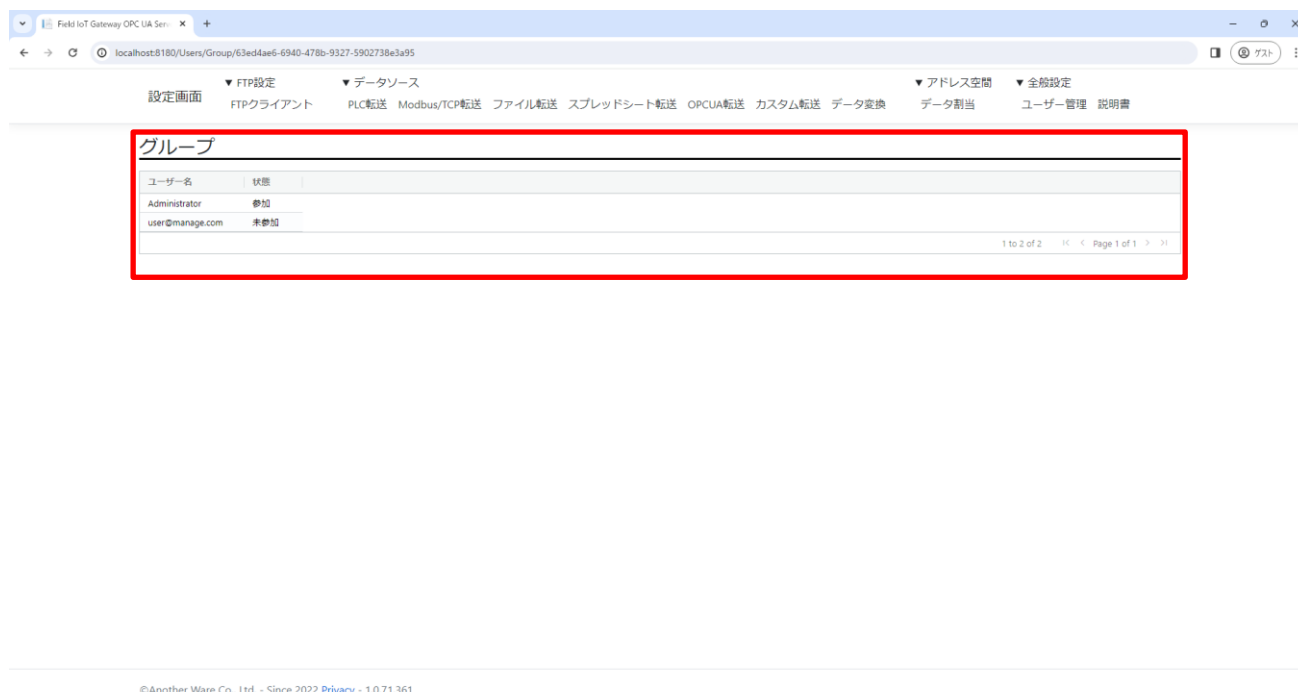 Field IoT Gateway OPC UA Serv
localhost:8180/Users/Group/63ed4ae6-6940-478b-9327-5902738e3a95
ゲスト
設定画面
▼ FTP設定
FTPクライアント
▼ データソース
PLC転送 Modbus/TCP転送 ファイル転送 スプレッドシート転送 OPCUA転送 カスタム転送 データ変換
▼ アドレス空間
データ割当
▼ 全般設定
ユーザー管理 説明書
グループ
ユーザー名 状態
Administrator 参加
user@manage.com 未参加
1 to 2 of 2 Page 1 of 1
©Another Ware Co., Ltd. - Since 2022 Privacy - 1.0.71.361